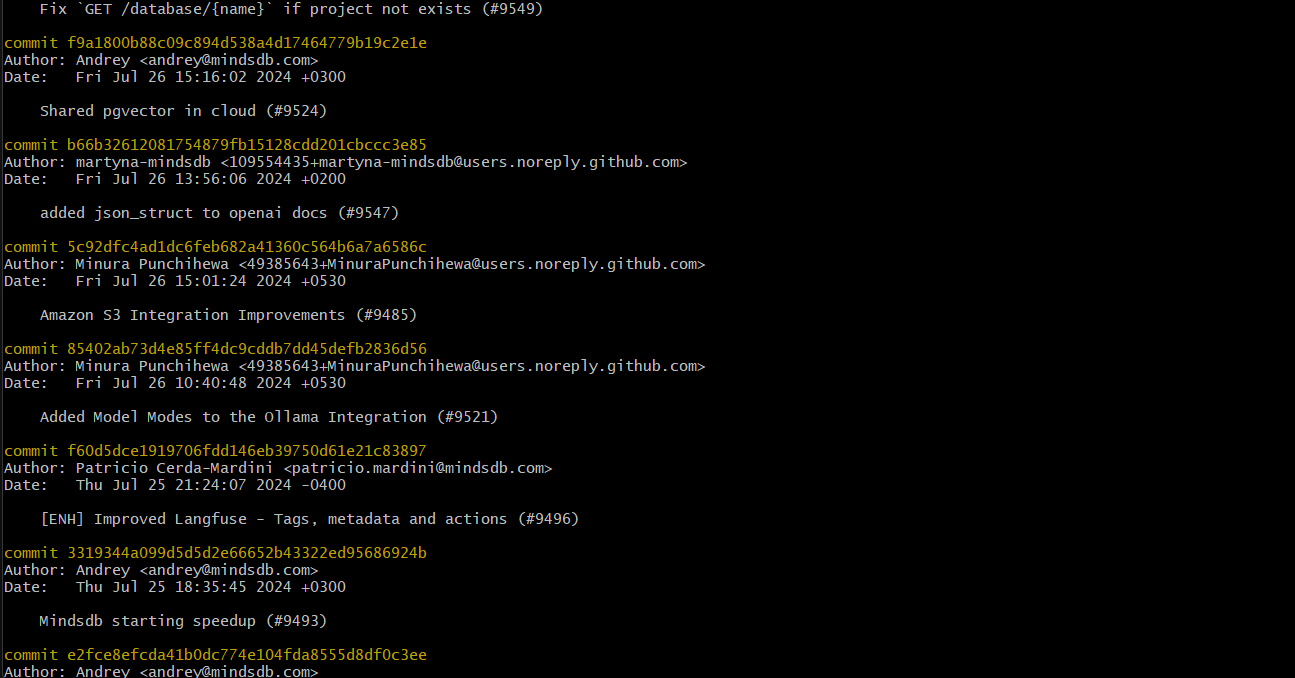 Fix `GET /database/{name}` if project not exists (#9549)
commit f9a1800b88c09c894d538a4d17464779b19c2e1e
Author: Andrey <andrey@mindsdb.com>
Date:   Fri Jul 26 15:16:02 2024 +0300
Shared pgvector in cloud (#9524)
commit b66b32612081754879fb15128cdd201cbccc3e85
Author: martyna-mindsdb <109554435+martyna-mindsdb@users.noreply.github.com>
Date:   Fri Jul 26 13:56:06 2024 +0200
added json_struct to openai docs (#9547)
commit 5c92dfc4ad1dc6feb682a41360c564b6a7a6586c
Author: Minura Punchihewa <49385643+MinuraPunchihewa@users.noreply.github.com>
Date:   Fri Jul 26 15:01:24 2024 +0530
Amazon S3 Integration Improvements (#9485)
commit 85402ab73d4e85ff4dc9cddb7dd45defb2836d56
Author: Minura Punchihewa <49385643+MinuraPunchihewa@users.noreply.github.com>
Date:   Fri Jul 26 10:40:48 2024 +0530
Added Model Modes to the Ollama Integration (#9521)
commit f60d5dce1919706fdd146eb39750d61e21c83897
Author: Patricio Cerda-Mardini <patricio.mardini@mindsdb.com>
Date:   Thu Jul 25 21:24:07 2024 -0400
[ENH] Improved Langfuse - Tags, metadata and actions (#9496)
commit 3319344a099d5d5d2e66652b43322ed95686924b
Author: Andrey <andrey@mindsdb.com>
Date:   Thu Jul 25 18:35:45 2024 +0300
Mindsdb starting speedup (#9493)
commit e2fce8efcda41b0dc774e104fda8555d8df0c3ee
Author: Andrey <andrey@mindsdb.com>